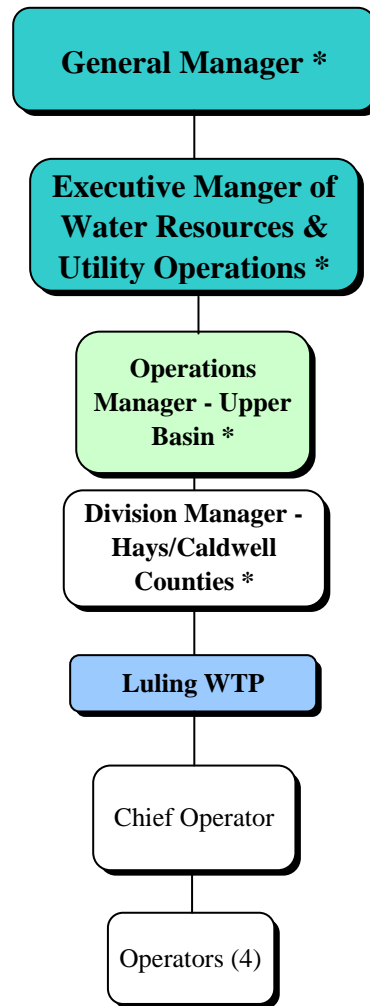 General Manager *
Executive Manger of
Water Resources &
Utility Operations *
Operations
Manager - Upper
Basin *
Division Manager -
Hays/Caldwell
Counties *
Luling WTP
Chief Operator
Operators (4)